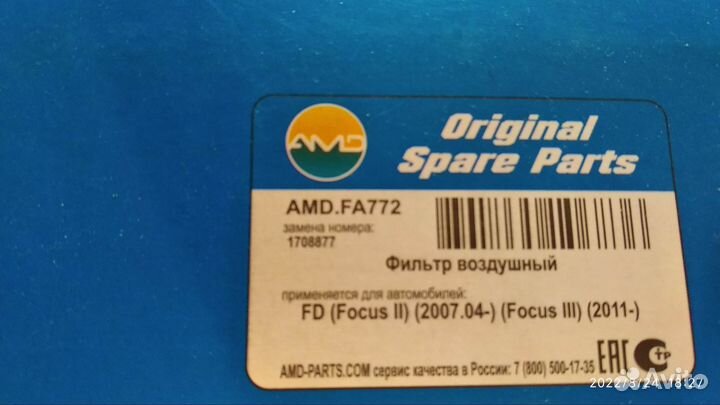 AMD
Original
Spare Parts
AMD.FA772
замена номера:
1708877
Фильтр воздушный
применяется для автомобилей:
FD (Focus II) (2007.04-) (Focus III) (2011-)
AMD-PARTS.COM сервис качества в России: 7 (800) 500-17-35
EAC
С тр
2022/3/24 18:27
Avito